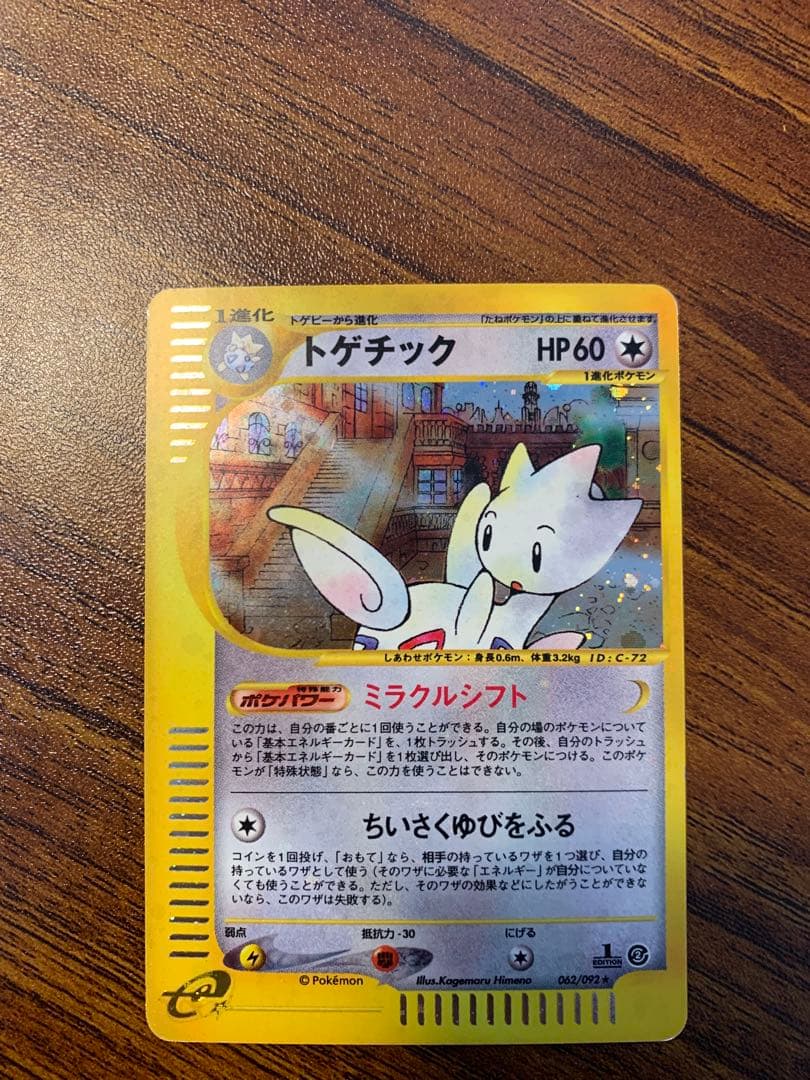 1進化 トゲピーから進化 「たねポケモン」の上に重ねて進化させます。
トゲチック HP60
1進化ポケモン
しあわせポケモン：身長0.6m、体重3.2kg ID:C-72
特殊能力
ポケパワー ミラクルシフト
この力は、自分の番ごとに1回使うことができる。自分の場のポケモンについて
いる「基本エネルギーカード」を、1枚トラッシュする。その後、自分のトラッシュ
から「基本エネルギーカード」を1枚選び出し、そのポケモンにつける。このポケ
モンが「特殊状態」なら、この力を使うことはできない。
ちいさくゆびをふる
コインを1回投げ、「おもて」なら、相手の持っているワザを1つ選び、自分の
持っているワザとして使う（そのワザに必要な「エネルギー」が自分についていな
くても使うことができる。ただし、そのワザの効果などにしたがうことができ
ないなら、このワザは失敗する）。
弱点 抵抗力-30 にげる
1 EDITION
e ©Pokémon Illus.Kagemaru Himeno 062/092★